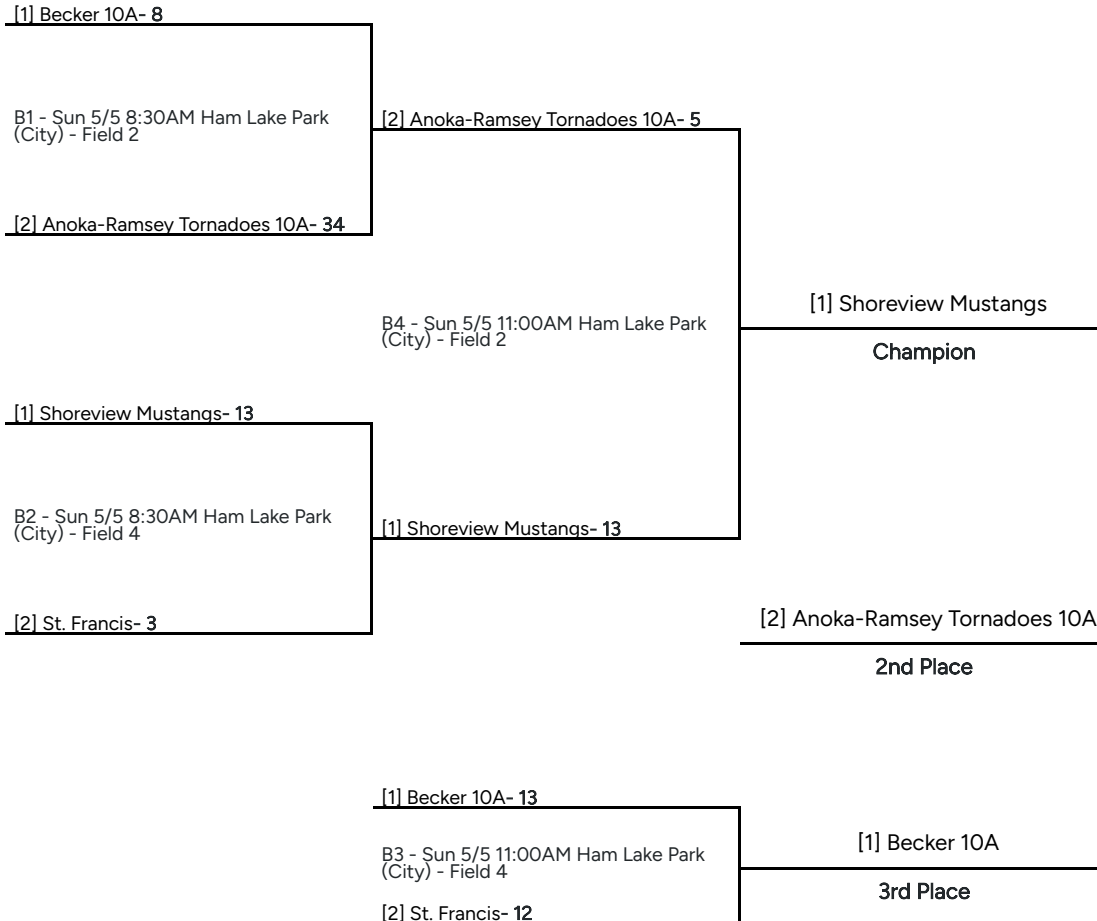 [1] Becker 10A- 8
B1 - Sun 5/5 8:30AM Ham Lake Park
(City) - Field 2
[2] Anoka-Ramsey Tornadoes 10A- 5
[2] Anoka-Ramsey Tornadoes 10A- 34
[1] Shoreview Mustangs
B4 - Sun 5/5 11:00AM Ham Lake Park
(City) - Field 2
Champion
[1] Shoreview Mustangs- 13
B2 - Sun 5/5 8:30AM Ham Lake Park
(City) - Field 4
[1] Shoreview Mustangs- 13
[2] St. Francis- 3
[2] Anoka-Ramsey Tornadoes 10A
2nd Place
[1] Becker 10A- 13
B3 - Sun 5/5 11:00AM Ham Lake Park
(City) - Field 4
[1] Becker 10A
3rd Place
[2] St. Francis- 12